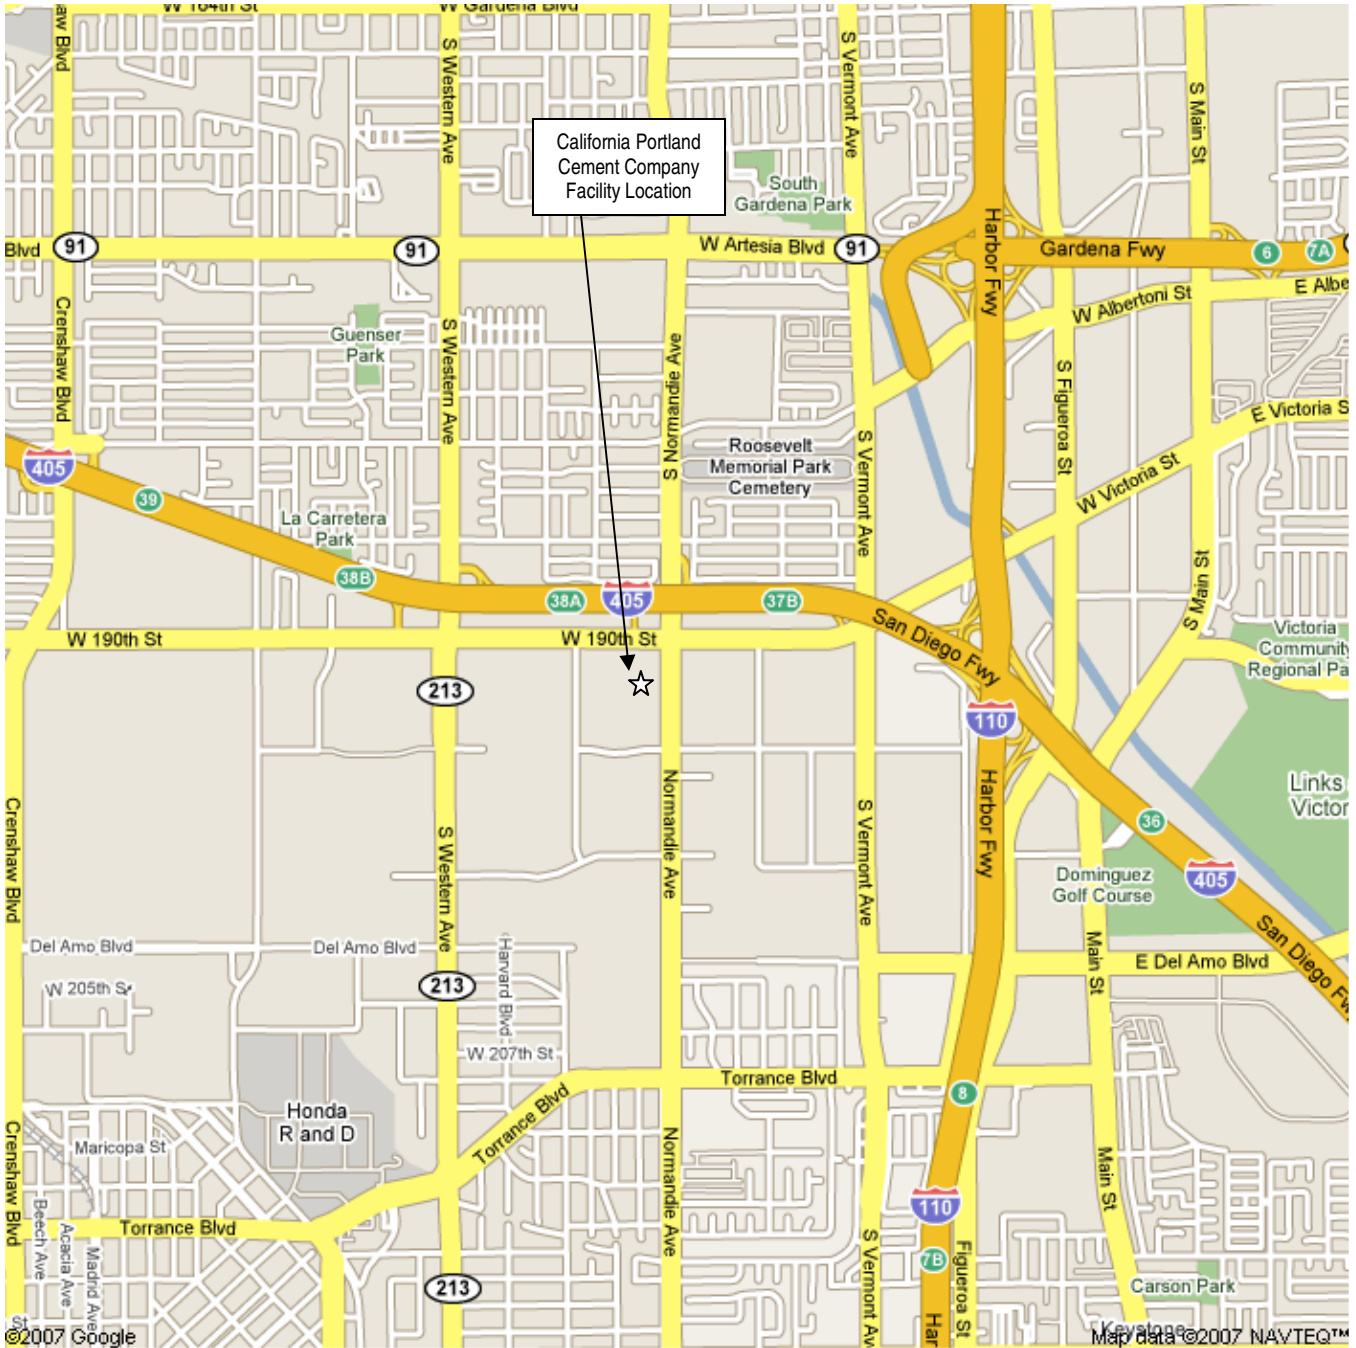 W 164th St
W Gardena Blvd
aw Blvd
S Western Ave
S Vermont Ave
S Main St
California Portland
Cement Company
Facility Location
South
Gardena Park
Blvd
91
91
W Artesia Blvd
91
Harbor Fwy
Gardena Fwy
6
7A
E Albe
W Albertoni St
Crenshaw Blvd
Guenser
Park
S Western Ave
S Normandie Ave
S Figueroa St
E Victoria S
405
39
Roosevelt
Memorial Park
Cemetery
S Vermont Ave
W Victoria St
La Carretera
Park
38B
38A
405
37B
S Main St
W 190th St
W 190th St
San Diego Fwy
Victoria
Community
Regional Pa
213
110
Links
Victor
Crenshaw Blvd
S Western Ave
Normandie Ave
S Vermont Ave
Harbor Fwy
36
405
Dominguez
Golf Course
San Diego Fw
Del Amo Blvd
Del Amo Blvd
Harvard Blvd
Main St
E Del Amo Blvd
W 205th St
213
W 207th St
Torrance Blvd
Torrance Blvd
8
Honda
R and D
Crenshaw Blvd
Maricopa St
Normandie Ave
Main St
110
Beech Ave
Acacia Ave
Madrid Ave
Torrance Blvd
S Vermont Av
7B
Figueroa St
213
Carson Park
Har
St
Keystone
©2007 Google
Map data ©2007 NAVTEQ™